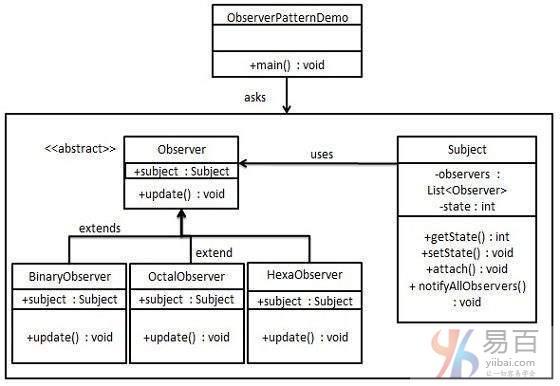 ObserverPatternDemo
+main() : void
asks
<<abstract>>
Observer
+subject : Subject
+update() : void
uses
Subject
-observers :
List<Observer>
-state : int
+getState() : int
+setState() : void
+attach() : void
+ notifyAllObservers()
: void
extends
extend
BinaryObserver
+subject : Subject
+update() : void
OctalObserver
+subject : Subject
+update() : void
HexaObserver
+subject : Subject
+update() : void
易百
yiibai.com